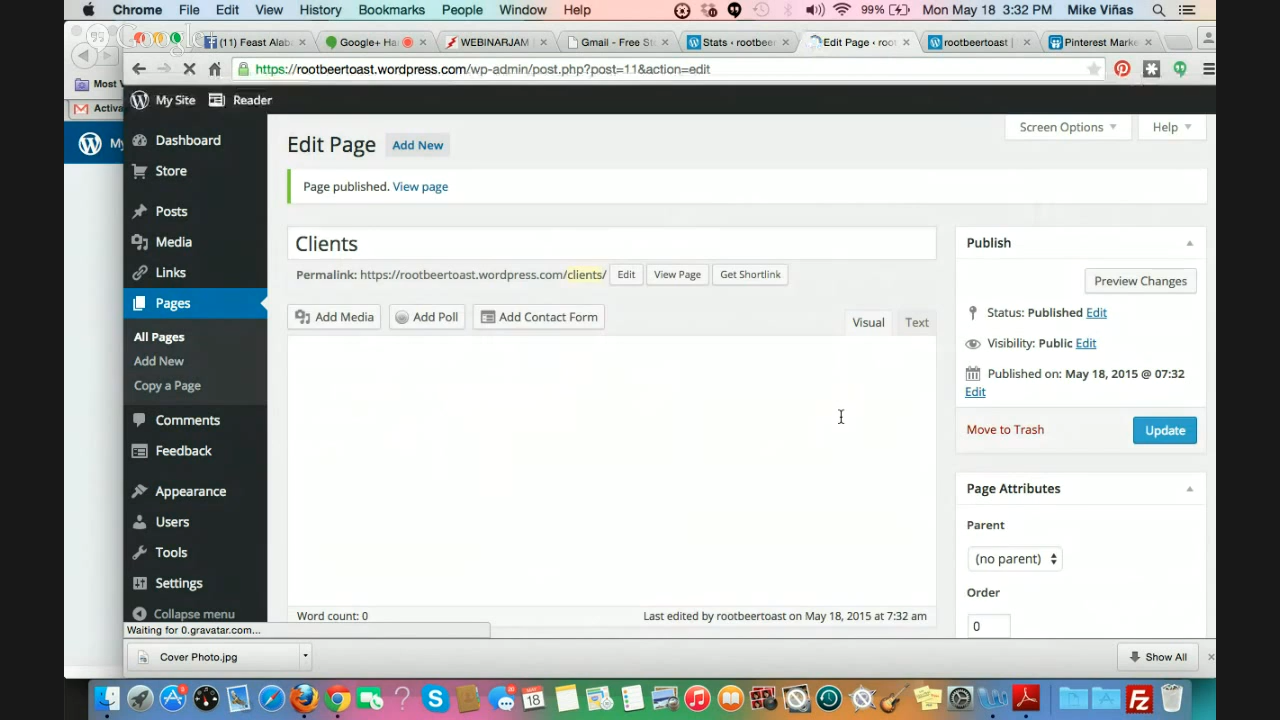 Chrome File Edit View History Bookmarks People Window Help 99% Mon May 18 3:32 PM Mike Viñas
Google+
(11) Feast Alab Google+ Ha WEBINARJAM Gmail - Free St Stats · rootbeer Edit Page rootbeertoast Pinterest Marke
https://rootbeertoast.wordpress.com/wp-admin/post.php?post=11&action=edit
Most V
Activa
My Site Reader
My
Dashboard
Store
Posts
Media
Links
Pages
All Pages
Add New
Copy a Page
Comments
Feedback
Appearance
Users
Tools
Settings
Collapse menu
Screen Options Help
Edit Page Add New
Page published. View page
Clients
Permalink: https://rootbeertoast.wordpress.com/clients/ Edit View Page Get Shortlink
Add Media Add Poll Add Contact Form
Visual Text
Word count: 0 Last edited by rootbeertoast on May 18, 2015 at 7:32 am
Publish
Preview Changes
Status: Published Edit
Visibility: Public Edit
Published on: May 18, 2015 @ 07:32
Edit
Move to Trash Update
Page Attributes
Parent
(no parent)
Order
0
Waiting for 0.gravatar.com...
Cover Photo.jpg Show All
18